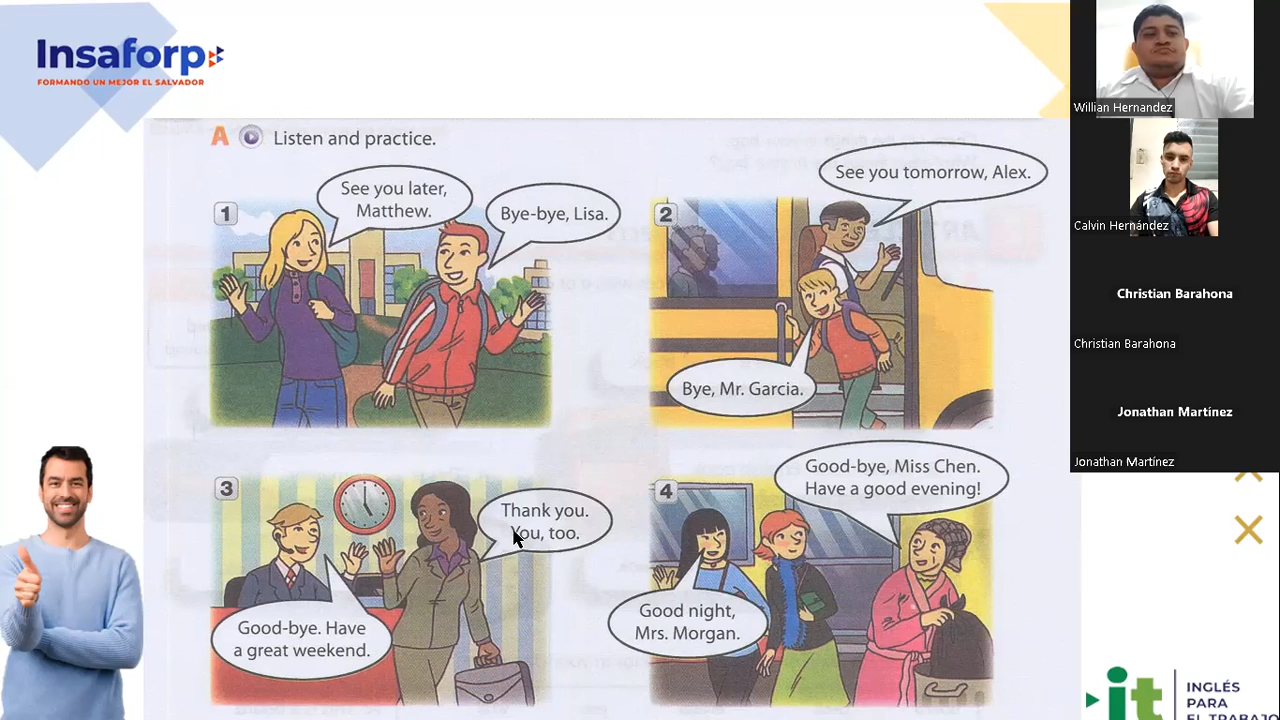 Insaforp
FORMANDO UN MEJOR EL SALVADOR
A Listen and practice.
1
See you later,
Matthew.
Bye-bye, Lisa.
2
See you tomorrow, Alex.
Bye, Mr. Garcia.
3
Thank you.
You, too.
Good-bye. Have
a great weekend.
4
Good-bye, Miss Chen.
Have a good evening!
Good night,
Mrs. Morgan.
Willian Hernandez
Calvin Hernández
Christian Barahona
Christian Barahona
Jonathan Martínez
Jonathan Martínez
it
INGLÉS
PARA
EL TRABAJO